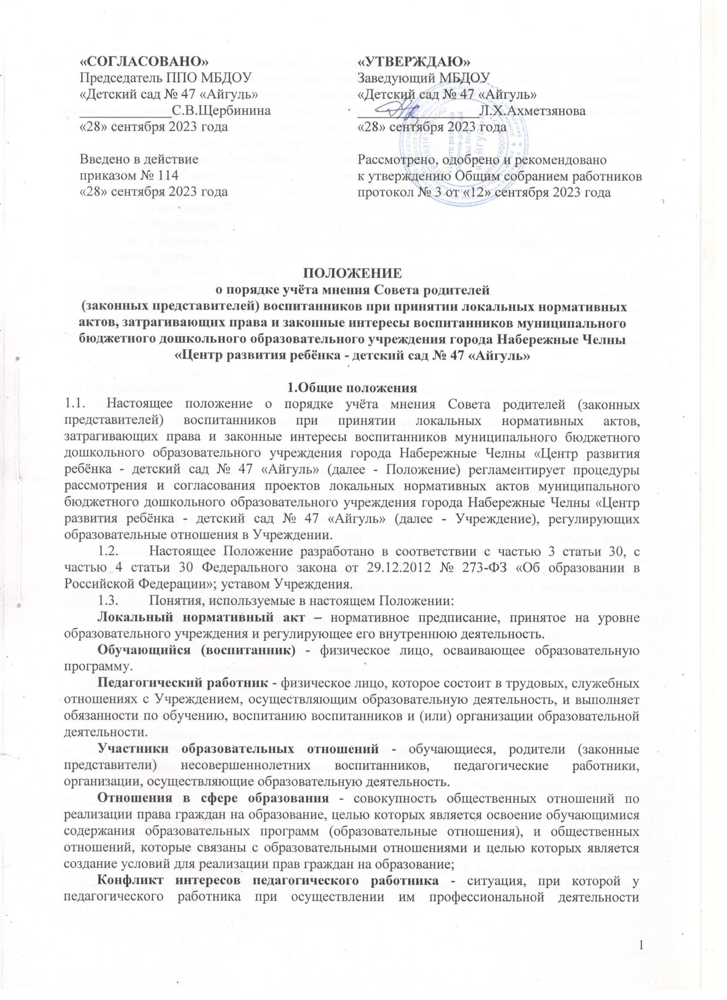 «СОГЛАСОВАНО»
Председатель ППО МБДОУ
«Детский сад № 47 «Айгуль»
_____________С.В.Щербинина
«28» сентября 2023 года
Введено в действие
приказом № 114
«28» сентября 2023 года
«УТВЕРЖДАЮ»
Заведующий МБДОУ
«Детский сад № 47 «Айгуль»
_________________Л.Х.Ахметзянова
«28» сентября 2023 года
Рассмотрено, одобрено и рекомендовано
к утверждению Общим собранием работников
протокол № 3 от «12» сентября 2023 года
«Центр развития
ребенка-детский
сад №47
«АЙГУЛЬ»
ПОЛОЖЕНИЕ
о порядке учёта мнения Совета родителей
(законных представителей) воспитанников при принятии локальных нормативных
актов, затрагивающих права и законные интересы воспитанников муниципального
бюджетного дошкольного образовательного учреждения города Набережные Челны
«Центр развития ребёнка - детский сад № 47 «Айгуль»
1.Общие положения
1.1. Настоящее положение о порядке учёта мнения Совета родителей (законных
представителей) воспитанников при принятии локальных нормативных актов,
затрагивающих права и законные интересы воспитанников муниципального бюджетного
дошкольного образовательного учреждения города Набережные Челны «Центр развития
ребёнка - детский сад № 47 «Айгуль» (далее - Положение) регламентирует процедуры
рассмотрения и согласования проектов локальных нормативных актов муниципального
бюджетного дошкольного образовательного учреждения города Набережные Челны «Центр
развития ребёнка - детский сад № 47 «Айгуль» (далее - Учреждение), регулирующих
образовательные отношения в Учреждении.
1.2. Настоящее Положение разработано в соответствии с частью 3 статьи 30, с
частью 4 статьи 30 Федерального закона от 29.12.2012 № 273-ФЗ «Об образовании в
Российской Федерации»; уставом Учреждения.
1.3. Понятия, используемые в настоящем Положении:
Локальный нормативный акт – нормативное предписание, принятое на уровне
образовательного учреждения и регулирующее его внутреннюю деятельность.
Обучающийся (воспитанник) - физическое лицо, осваивающее образовательную
программу.
Педагогический работник - физическое лицо, которое состоит в трудовых, служебных
отношениях с Учреждением, осуществляющим образовательную деятельность, и выполняет
обязанности по обучению, воспитанию воспитанников и (или) организации образовательной
деятельности.
Участники образовательных отношений - обучающиеся, родители (законные
представители) несовершеннолетних воспитанников, педагогические работники,
организации, осуществляющие образовательную деятельность.
Отношения в сфере образования - совокупность общественных отношений по
реализации права граждан на образование, целью которых является освоение обучающимися
содержания образовательных программ (образовательные отношения), и общественных
отношений, которые связаны с образовательными отношениями и целью которых является
создание условий для реализации прав граждан на образование;
Конфликт интересов педагогического работника - ситуация, при которой у
педагогического работника при осуществлении им профессиональной деятельности
1